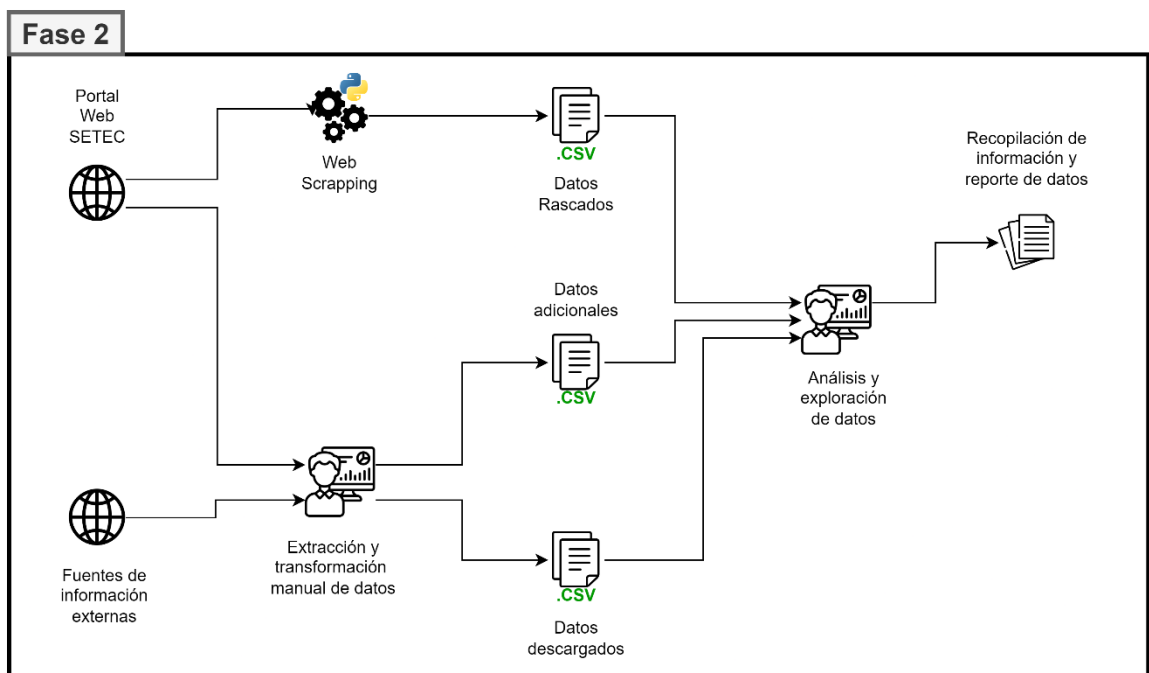 Fase 2
Portal
Web
SETEC
Web
Scrapping
.CSV
Datos
Rascados
Recopilación de
información y
reporte de datos
Datos
adicionales
.CSV
Análisis y
exploración
de datos
Extracción y
transformación
manual de datos
Fuentes de
información
externas
.CSV
Datos
descargados